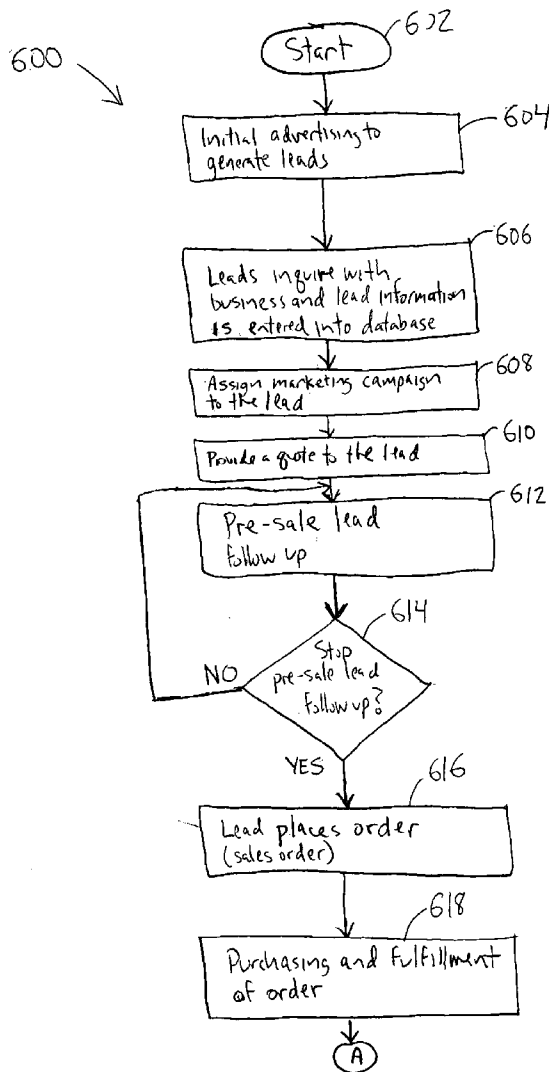 602
Start
600
604
Initial advertising to
generate leads
606
Leads inquire with
business and lead information
is entered into database
608
Assign marketing campaign
to the lead
610
Provide a quote to the lead
612
Pre-sale lead
follow up
614
Stop
pre-sale lead
follow up?
NO
YES
616
Lead places order
(sales order)
618
Purchasing and fulfillment
of order
A